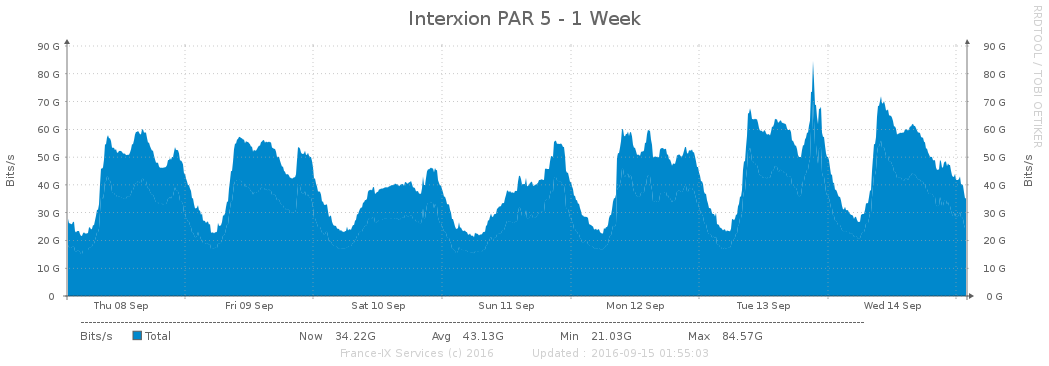 Interxion PAR 5 - 1 Week
RRDTOOL / TOBI OETIKER
Bits/s
90 G
80 G
70 G
60 G
50 G
40 G
30 G
20 G
10 G
0
90 G
80 G
70 G
60 G
50 G
40 G
30 G
20 G
10 G
0 G
Bits/s
Thu 08 Sep Fri 09 Sep Sat 10 Sep Sun 11 Sep Mon 12 Sep Tue 13 Sep Wed 14 Sep
Bits/s Total Now 34.22G Avg 43.13G Min 21.03G Max 84.57G
France-IX Services (c) 2016 Updated : 2016-09-15 01:55:03